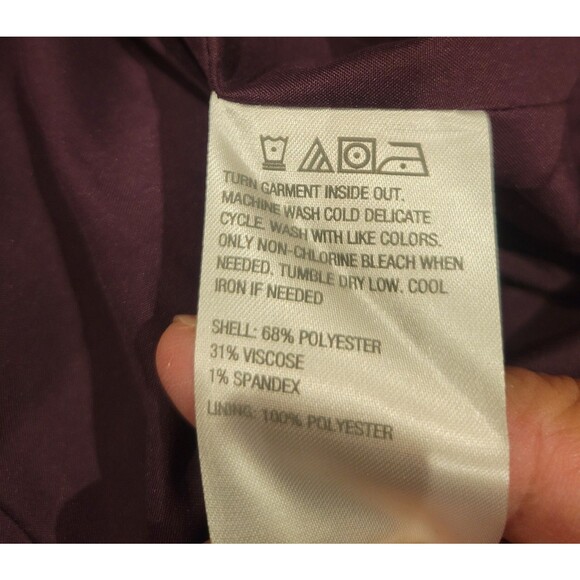 TURN GARMENT INSIDE OUT.
MACHINE WASH COLD DELICATE
CYCLE. WASH WITH LIKE COLORS.
ONLY NON-CHLORINE BLEACH WHEN
NEEDED. TUMBLE DRY LOW. COOL
IRON IF NEEDED
SHELL: 68% POLYESTER
31% VISCOSE
1% SPANDEX
LINING: 100% POLYESTER